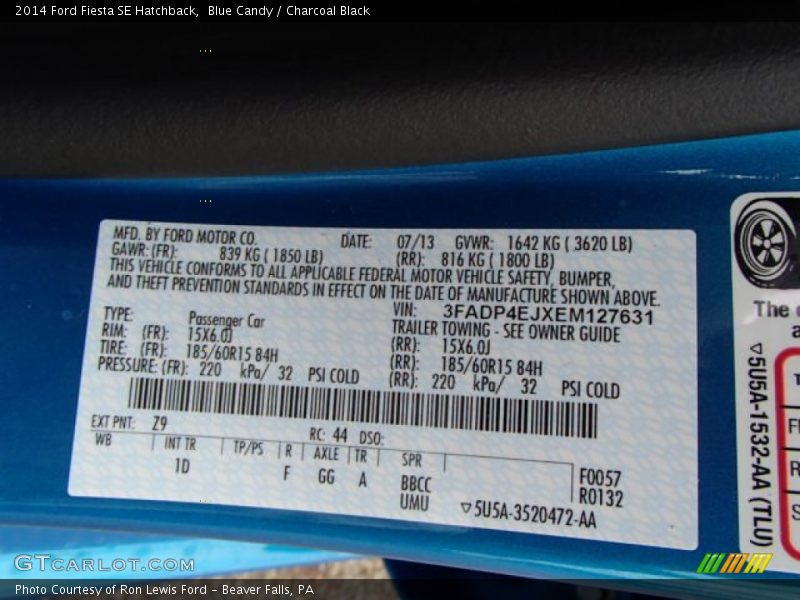 2014 Ford Fiesta SE Hatchback, Blue Candy / Charcoal Black
MFD. BY FORD MOTOR CO. DATE: 07/13 GVWR: 1642 KG ( 3620 LB)
GAWR: (FR): 839 KG ( 1850 LB) (RR): 816 KG ( 1800 LB)
THIS VEHICLE CONFORMS TO ALL APPLICABLE FEDERAL MOTOR VEHICLE SAFETY, BUMPER,
AND THEFT PREVENTION STANDARDS IN EFFECT ON THE DATE OF MANUFACTURE SHOWN ABOVE.
VIN: 3FADP4EJXEM127631
TYPE: Passenger Car TRAILER TOWING - SEE OWNER GUIDE
RIM: (FR): 15X6.0J (RR): 15X6.0J
TIRE: (FR): 185/60R15 84H (RR): 185/60R15 84H
PRESSURE: (FR): 220 kPa/ 32 PSI COLD (RR): 220 kPa/ 32 PSI COLD
EXT PNT: Z9 RC: 44 DSO:
WB INT TR TP/PS R AXLE TR SPR
1D F GG A BBCC
UMU
F0057
R0132
▽5U5A-3520472-AA
The
▽5U5A-1532-AA (TLU)
GTCARLOT.COM
Photo Courtesy of Ron Lewis Ford - Beaver Falls, PA